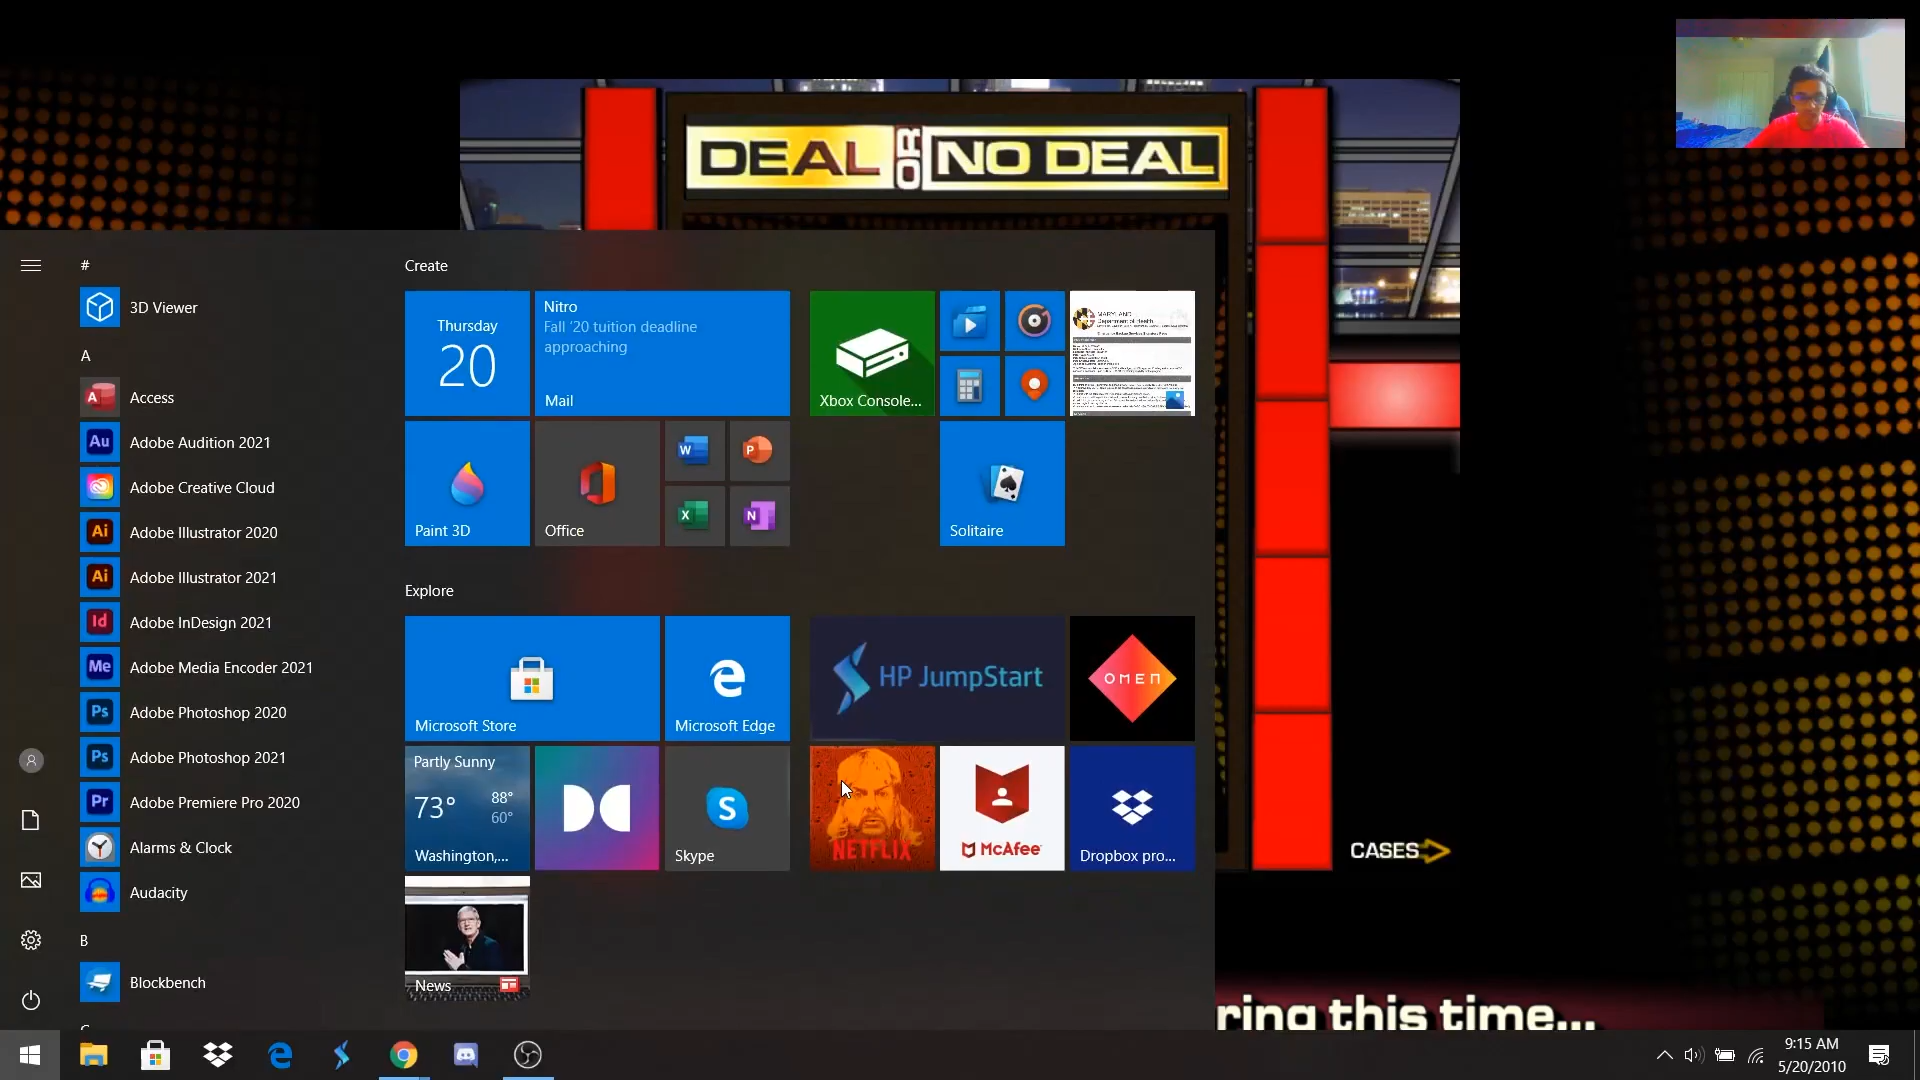 DEAL OR NO DEAL
#
3D Viewer
A
Access
Adobe Audition 2021
Adobe Creative Cloud
Adobe Illustrator 2020
Adobe Illustrator 2021
Adobe InDesign 2021
Adobe Media Encoder 2021
Adobe Photoshop 2020
Adobe Photoshop 2021
Adobe Premiere Pro 2020
Alarms & Clock
Audacity
B
Blockbench
Create
Thursday
20
Nitro
Fall '20 tuition deadline
approaching
Mail
Xbox Console...
MARYLAND
Department of Health
Paint 3D
Office
Solitaire
Explore
Microsoft Store
Microsoft Edge
HP JumpStart
OMEN
Partly Sunny
73°
88°
60°
Washington,...
Skype
NETFLIX
McAfee
Dropbox pro...
News
CASES
ring this time...
9:15 AM
5/20/2010